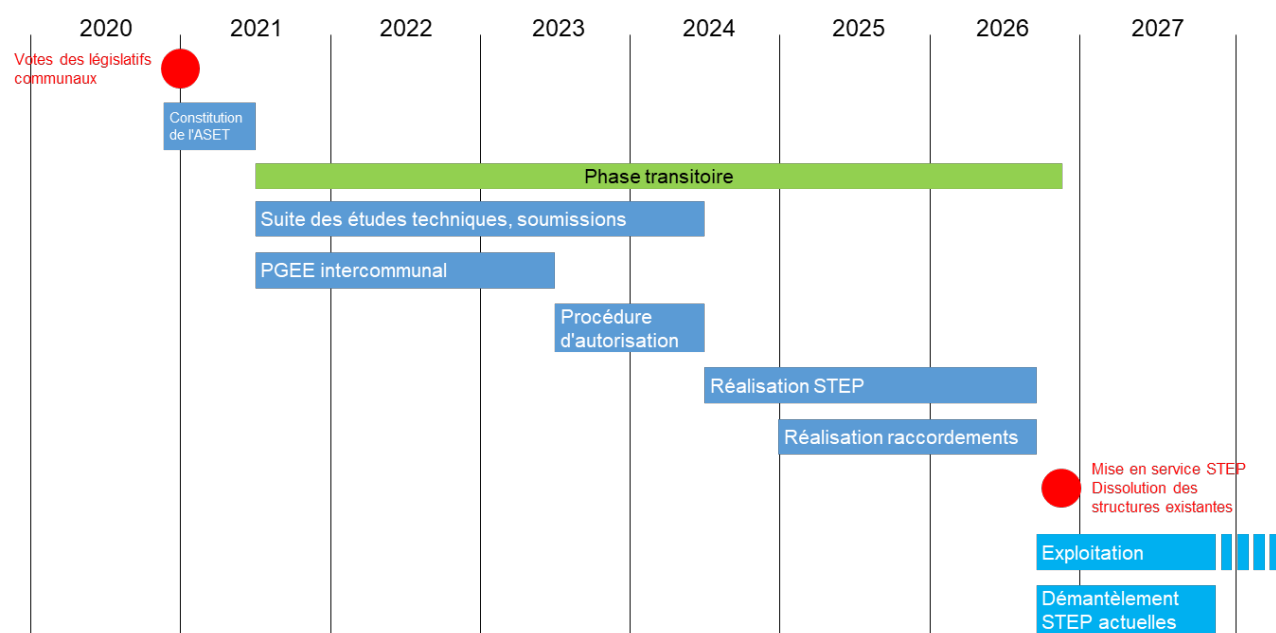 2020 2021 2022 2023 2024 2025 2026 2027
Votes des législatifs
communaux
Constitution
de l'ASET
Phase transitoire
Suite des études techniques, soumissions
PGEE intercommunal
Procédure
d'autorisation
Réalisation STEP
Réalisation raccordements
Mise en service STEP
Dissolution des
structures existantes
Exploitation
Démantèlement
STEP actuelles